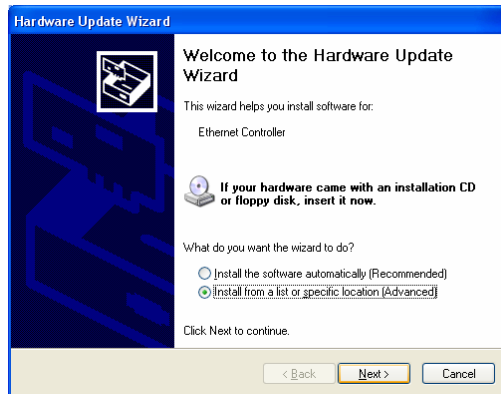 Hardware Update Wizard
Welcome to the Hardware Update
Wizard
This wizard helps you install software for:
Ethernet Controller
If your hardware came with an installation CD
or floppy disk, insert it now.
What do you want the wizard to do?
Install the software automatically (Recommended)
Install from a list or specific location (Advanced)
Click Next to continue.
< Back
Next >
Cancel